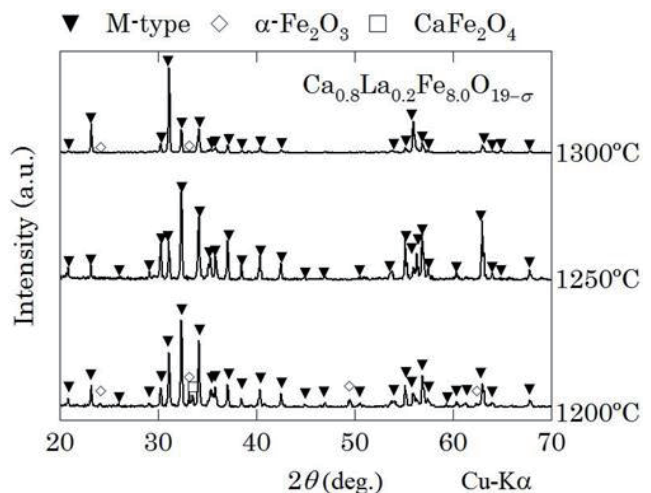 ▼ M-type ◇ α-Fe₂O₃ □ CaFe₂O₄
Ca₀.₈La₀.₂Fe₈.₀O₁₉₋σ
1300°C
1250°C
1200°C
Intensity (a.u.)
20 30 40 50 60 70
2θ (deg.) Cu-Kα